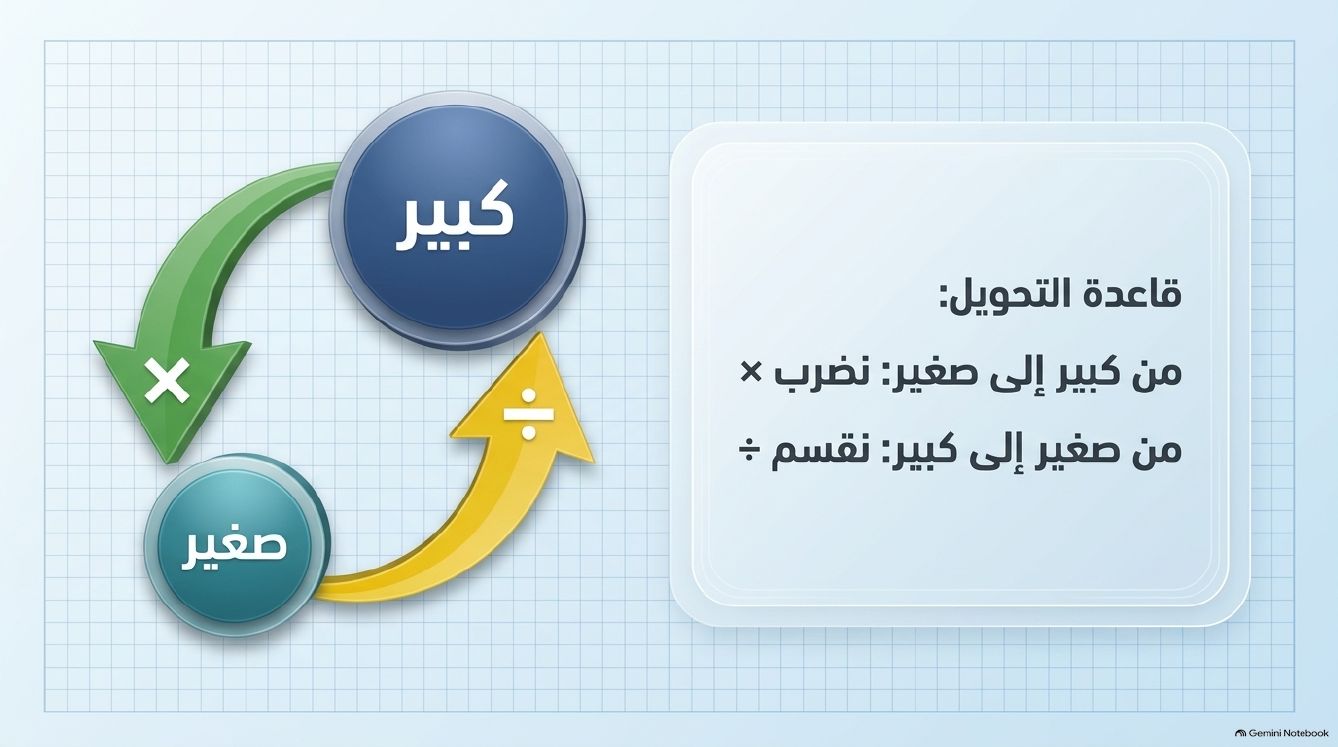 كبير
×
÷
صغير
قاعدة التحويل:
من كبير إلى صغير: نضرب ×
من صغير إلى كبير: نقسم ÷
Gemini Notebook